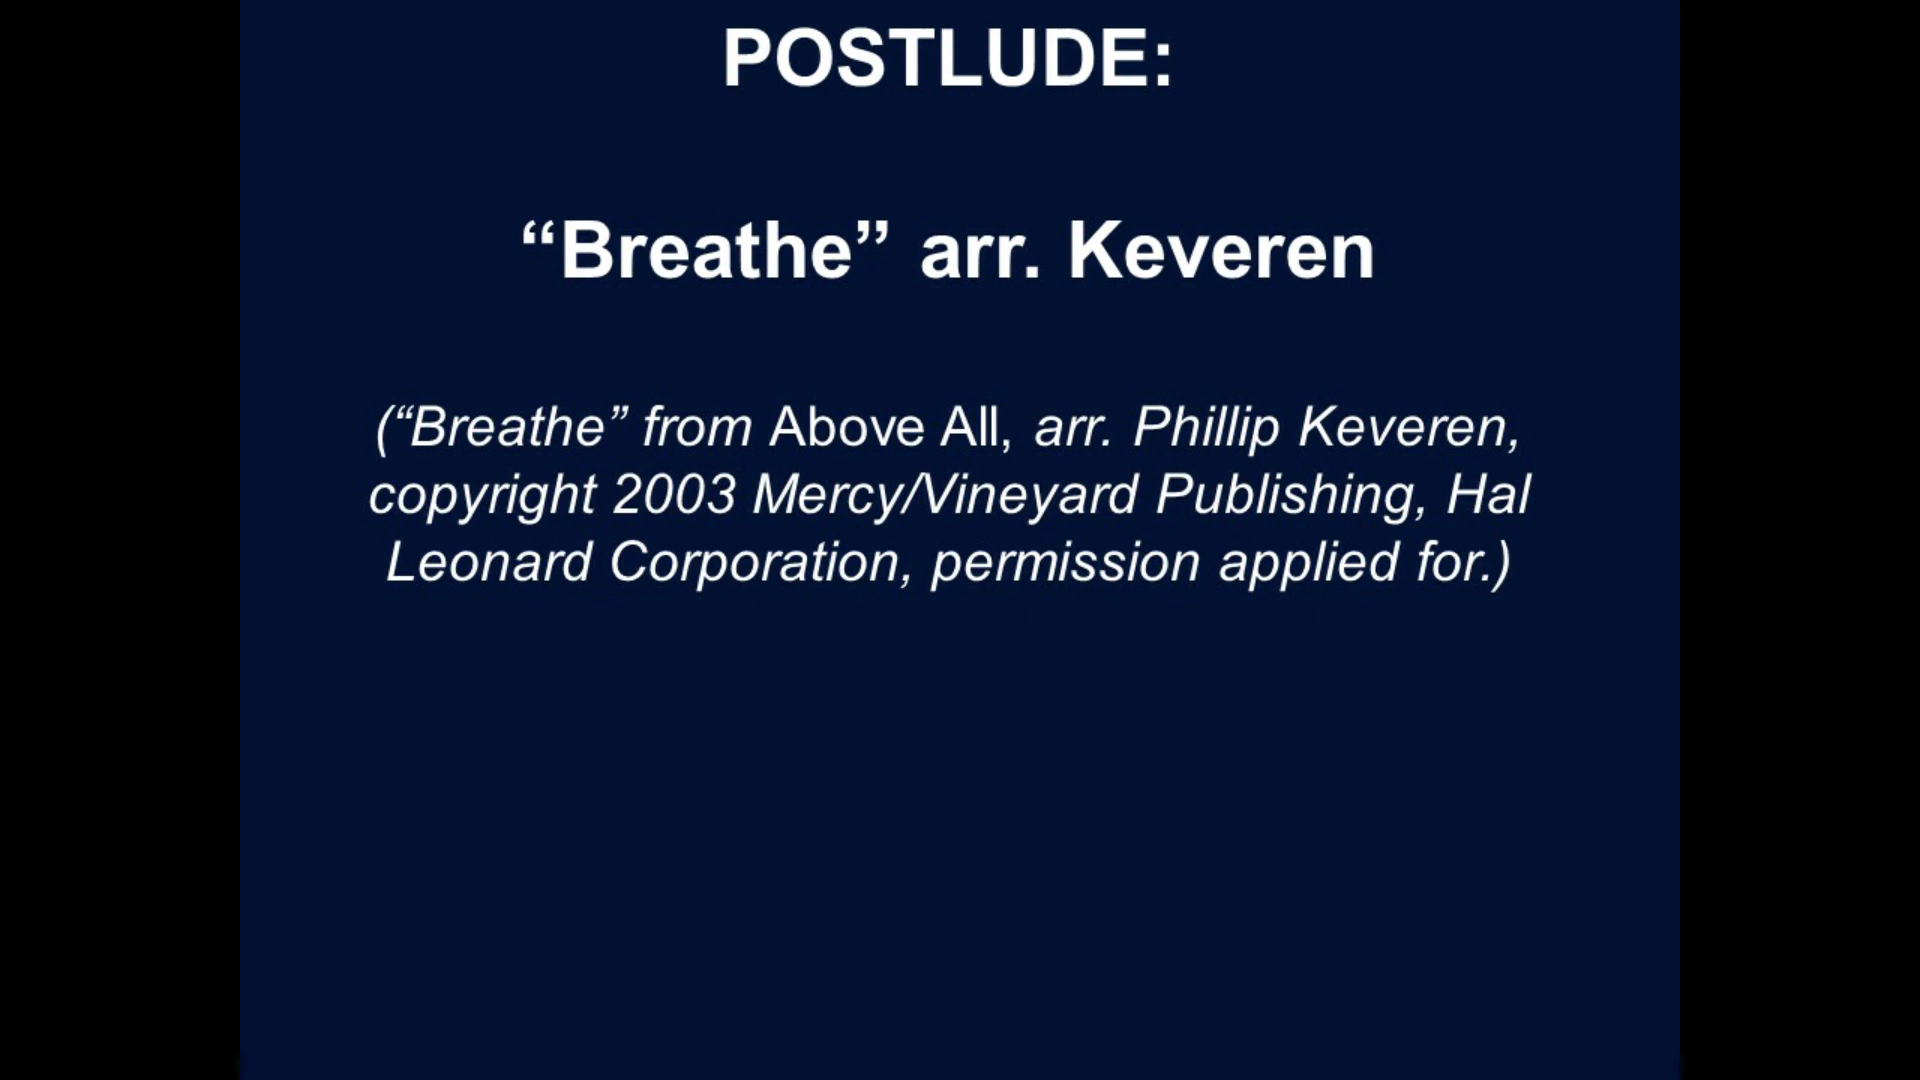 POSTLUDE:
“Breathe” arr. Keveren
(“Breathe” from Above All, arr. Phillip Keveren,
copyright 2003 Mercy/Vineyard Publishing, Hal
Leonard Corporation, permission applied for.)